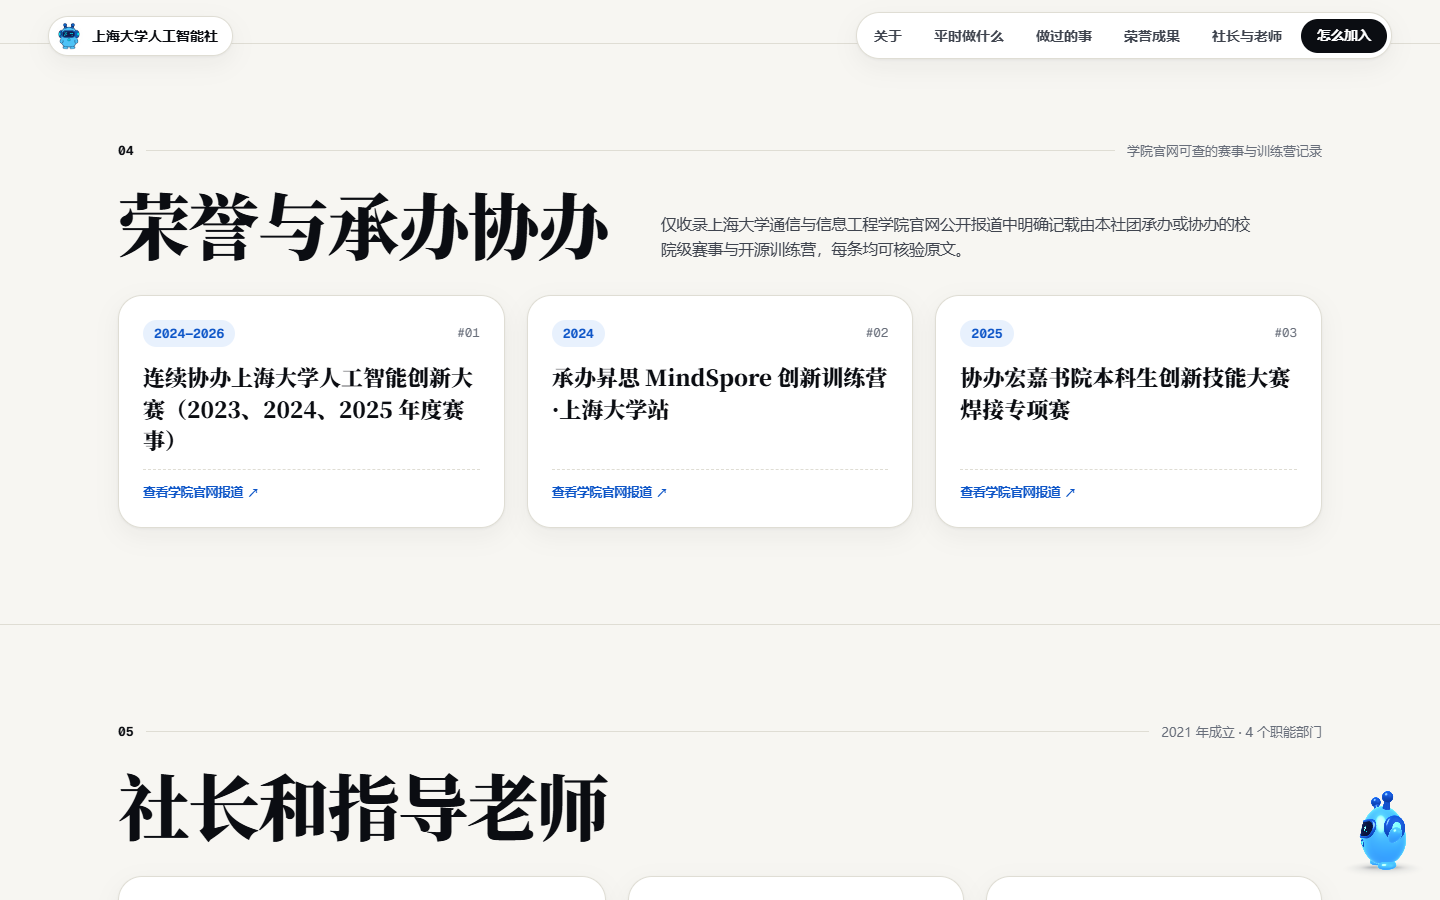 上海大学人工智能社
关于 平时做什么 做过的事 荣誉成果 社长与老师 怎么加入
04 学院官网可查的赛事与训练营记录
荣誉与承办协办
仅收录上海大学通信与信息工程学院官网公开报道中明确记载由本社团承办或协办的校
院级赛事与开源训练营，每条均可核验原文。
2024–2026 #01
连续协办上海大学人工智能创新大
赛（2023、2024、2025 年度赛
事）
查看学院官网报道 ↗
2024 #02
承办昇思 MindSpore 创新训练营
·上海大学站
查看学院官网报道 ↗
2025 #03
协办宏嘉书院本科生创新技能大赛
焊接专项赛
查看学院官网报道 ↗
05 2021 年成立 · 4 个职能部门
社长和指导老师